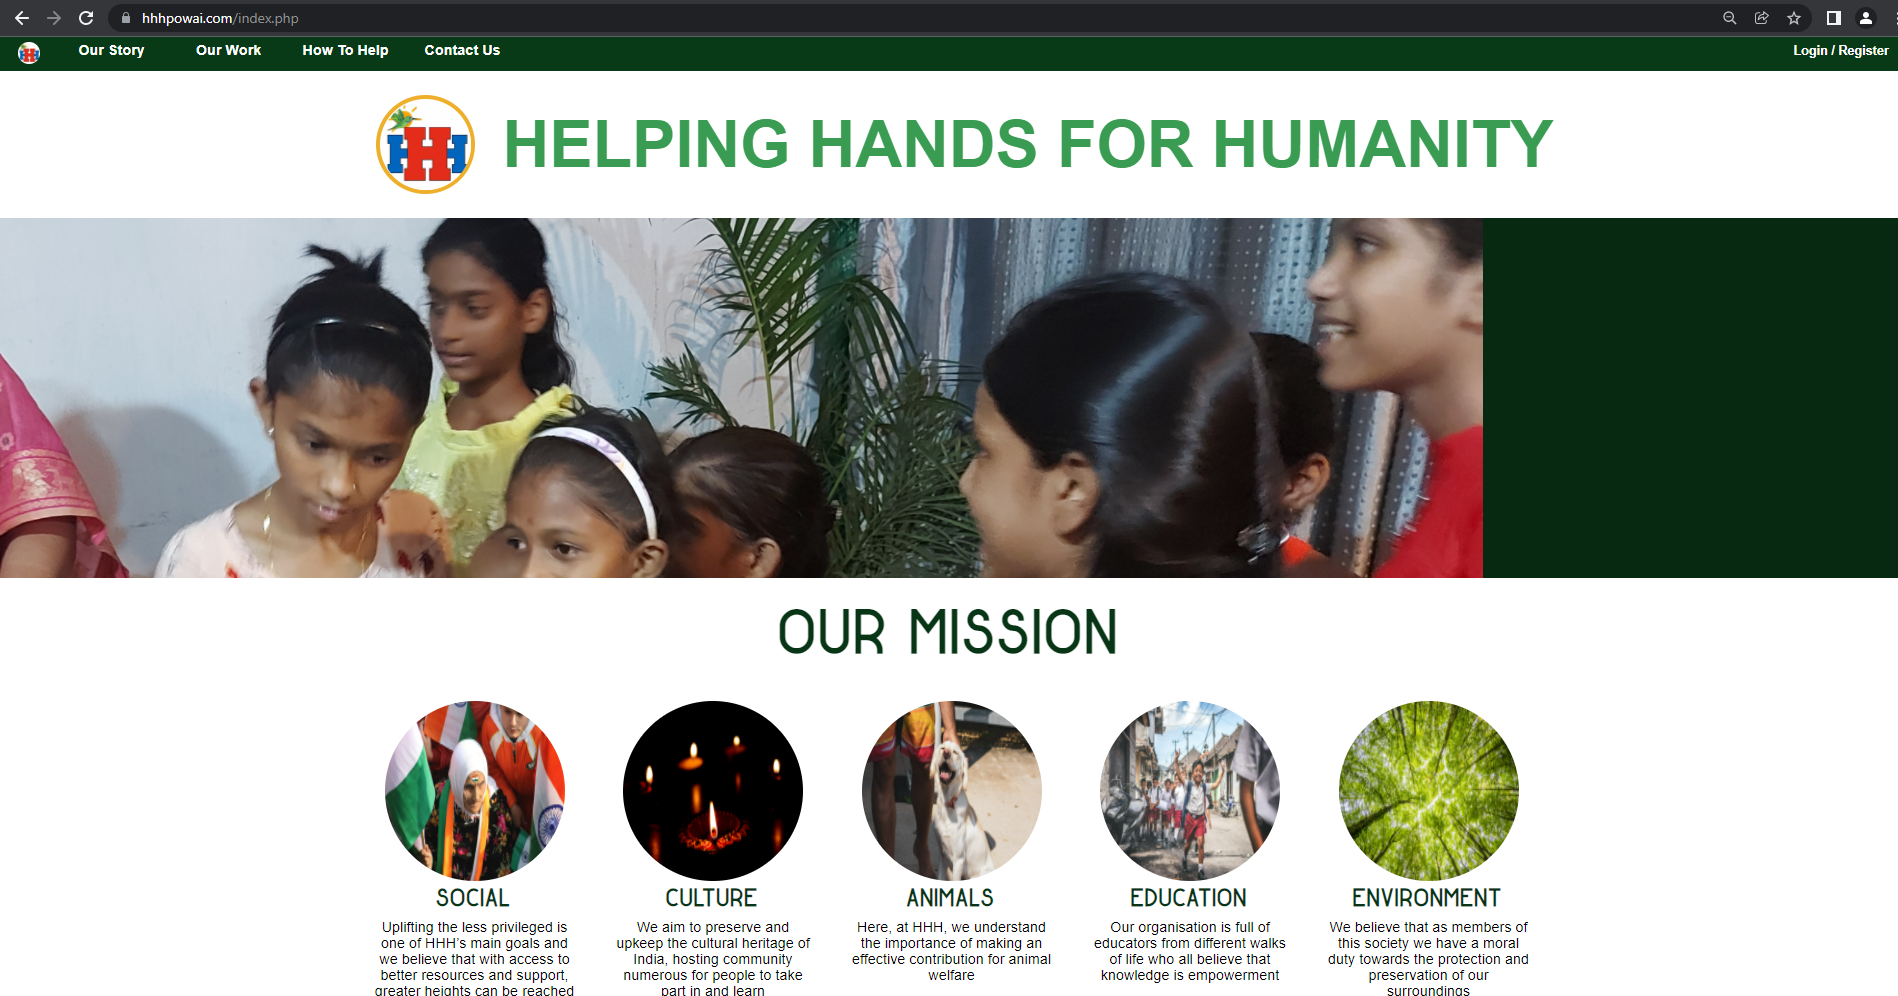 hhhpowai.com/index.php
Our Story Our Work How To Help Contact Us Login / Register
HHH HELPING HANDS FOR HUMANITY
OUR MISSION
SOCIAL
Uplifting the less privileged is
one of HHH's main goals and
we believe that with access to
better resources and support,
greater heights can be reached
CULTURE
We aim to preserve and
upkeep the cultural heritage of
India, hosting community
numerous for people to take
part in and learn
ANIMALS
Here, at HHH, we understand
the importance of making an
effective contribution for animal
welfare
EDUCATION
Our organisation is full of
educators from different walks
of life who all believe that
knowledge is empowerment
ENVIRONMENT
We believe that as members of
this society we have a moral
duty towards the protection and
preservation of our
surroundings